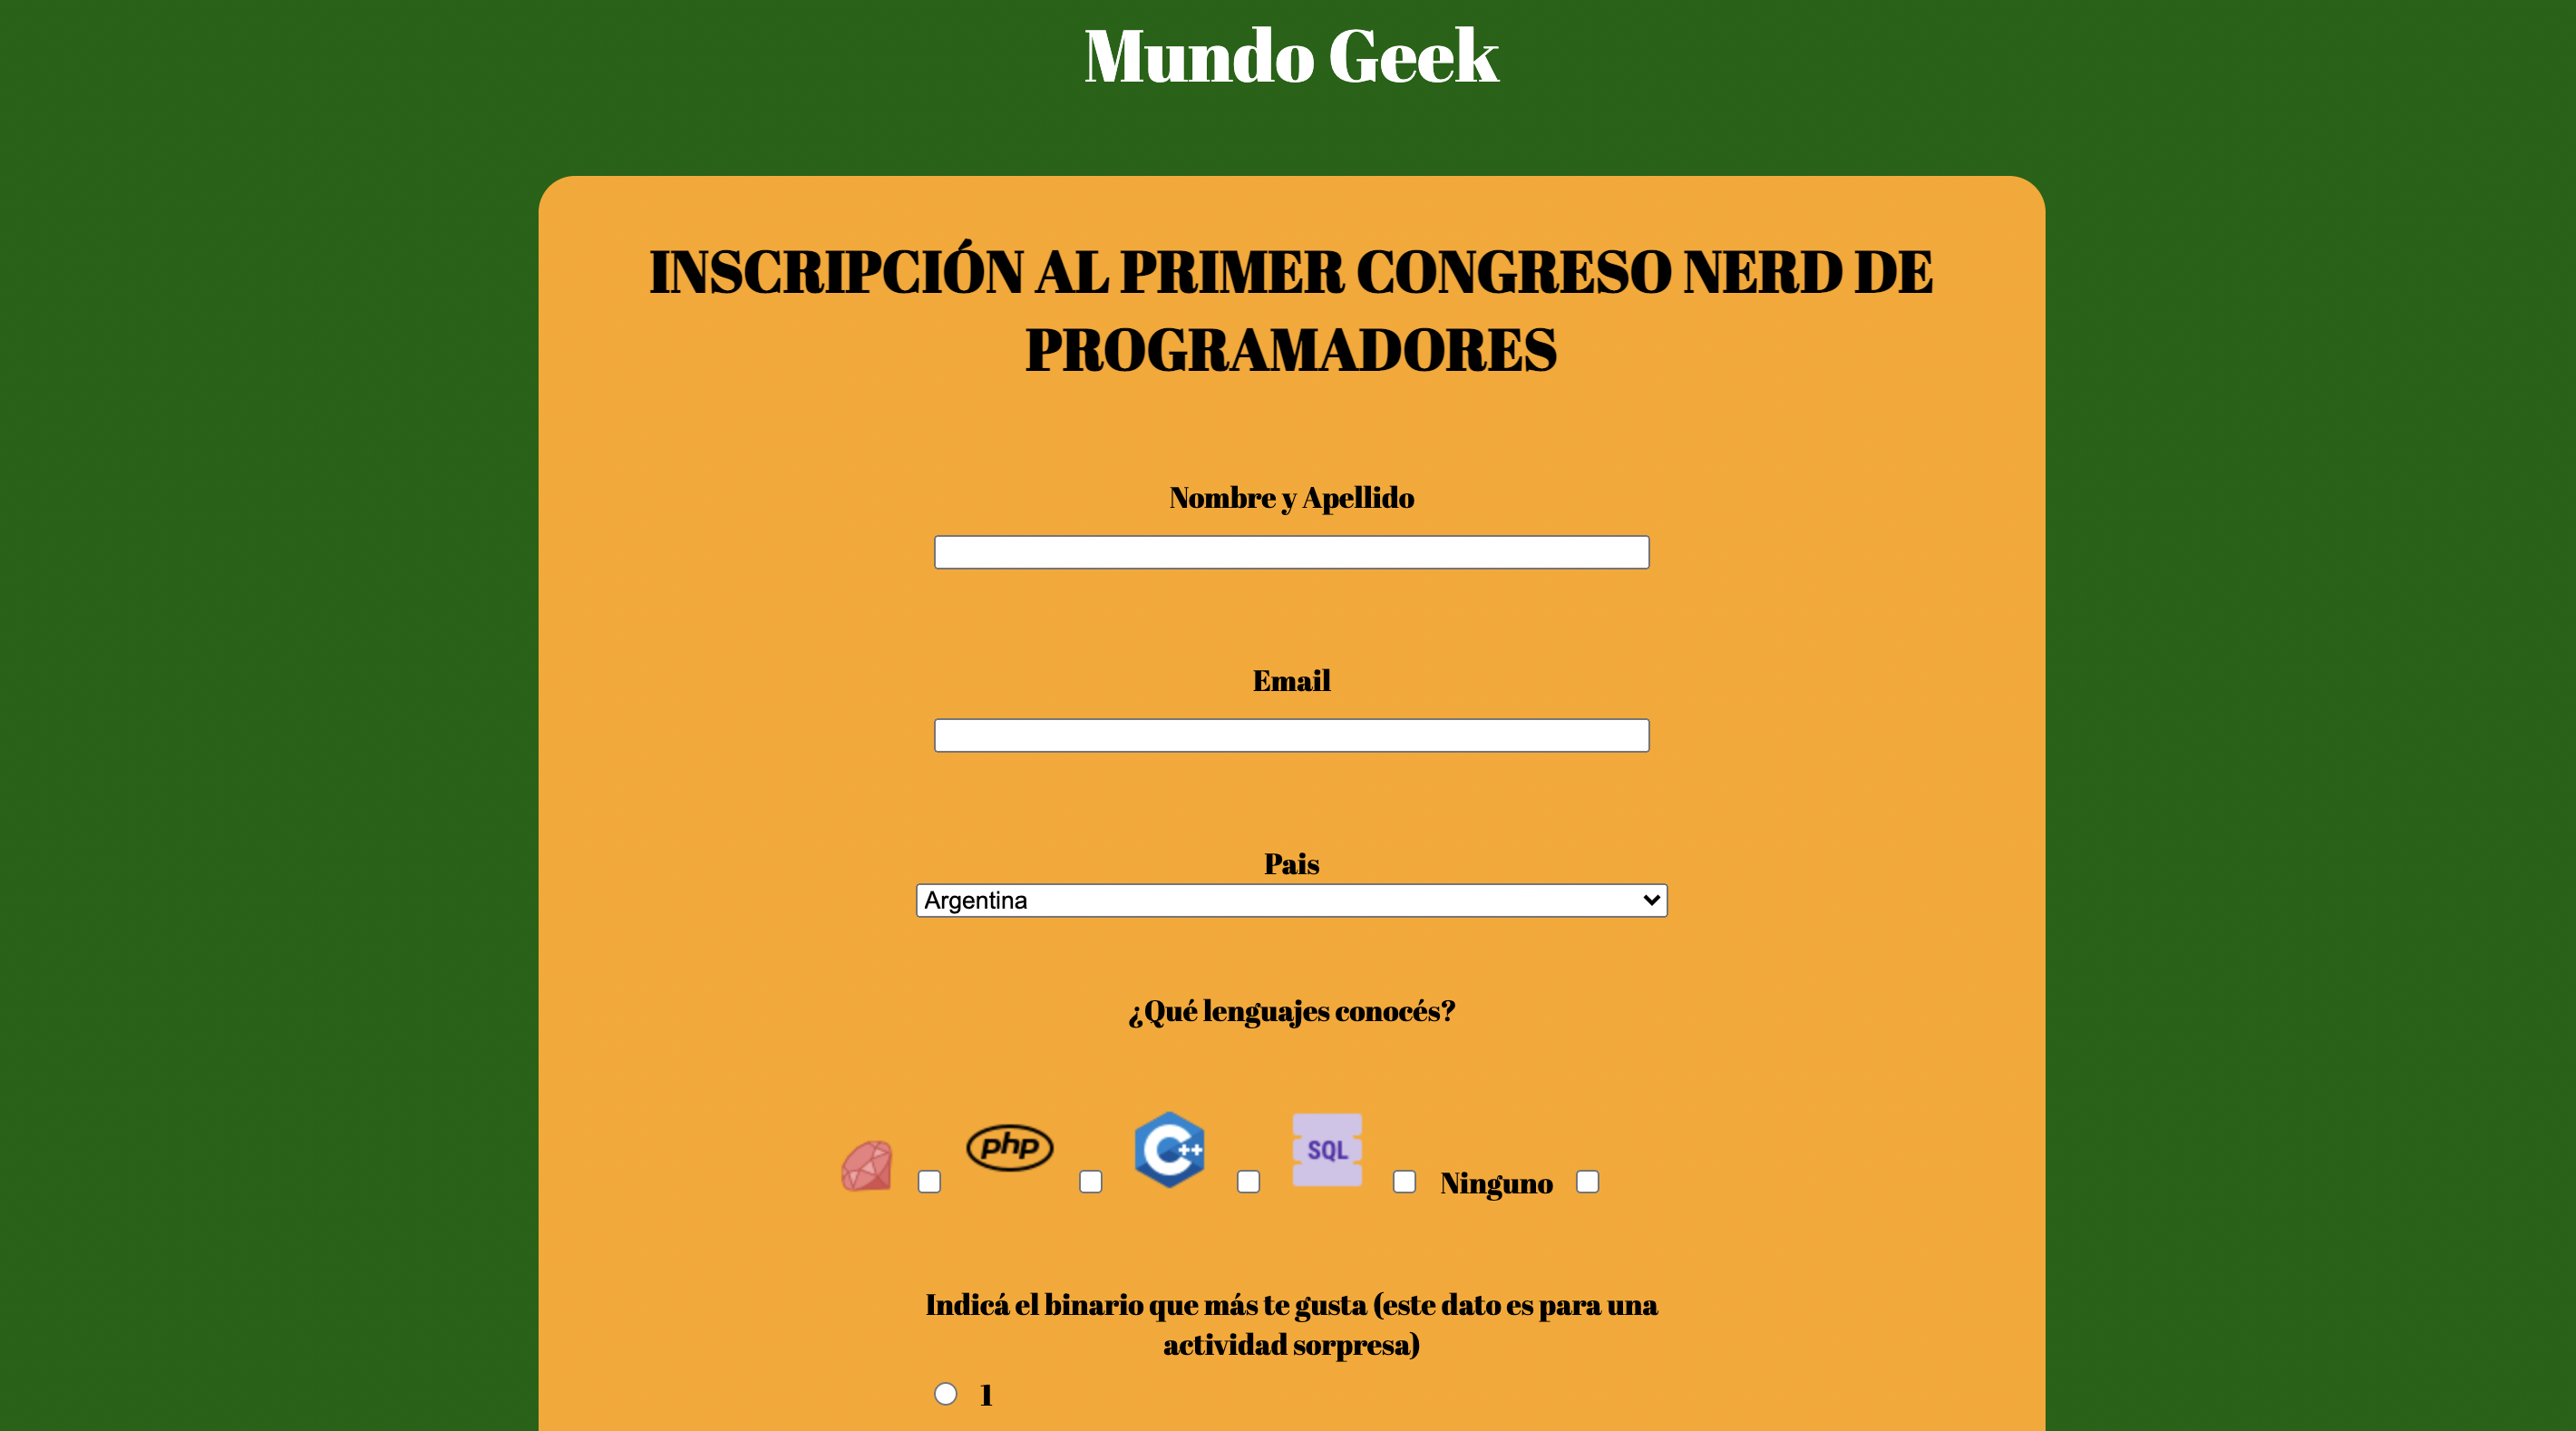 Mundo Geek
INSCRIPCIÓN AL PRIMER CONGRESO NERD DE
PROGRAMADORES
Nombre y Apellido
Email
Pais
Argentina
¿Qué lenguajes conocés?
php C++ SQL Ninguno
Indicá el binario que más te gusta (este dato es para una
actividad sorpresa)
1